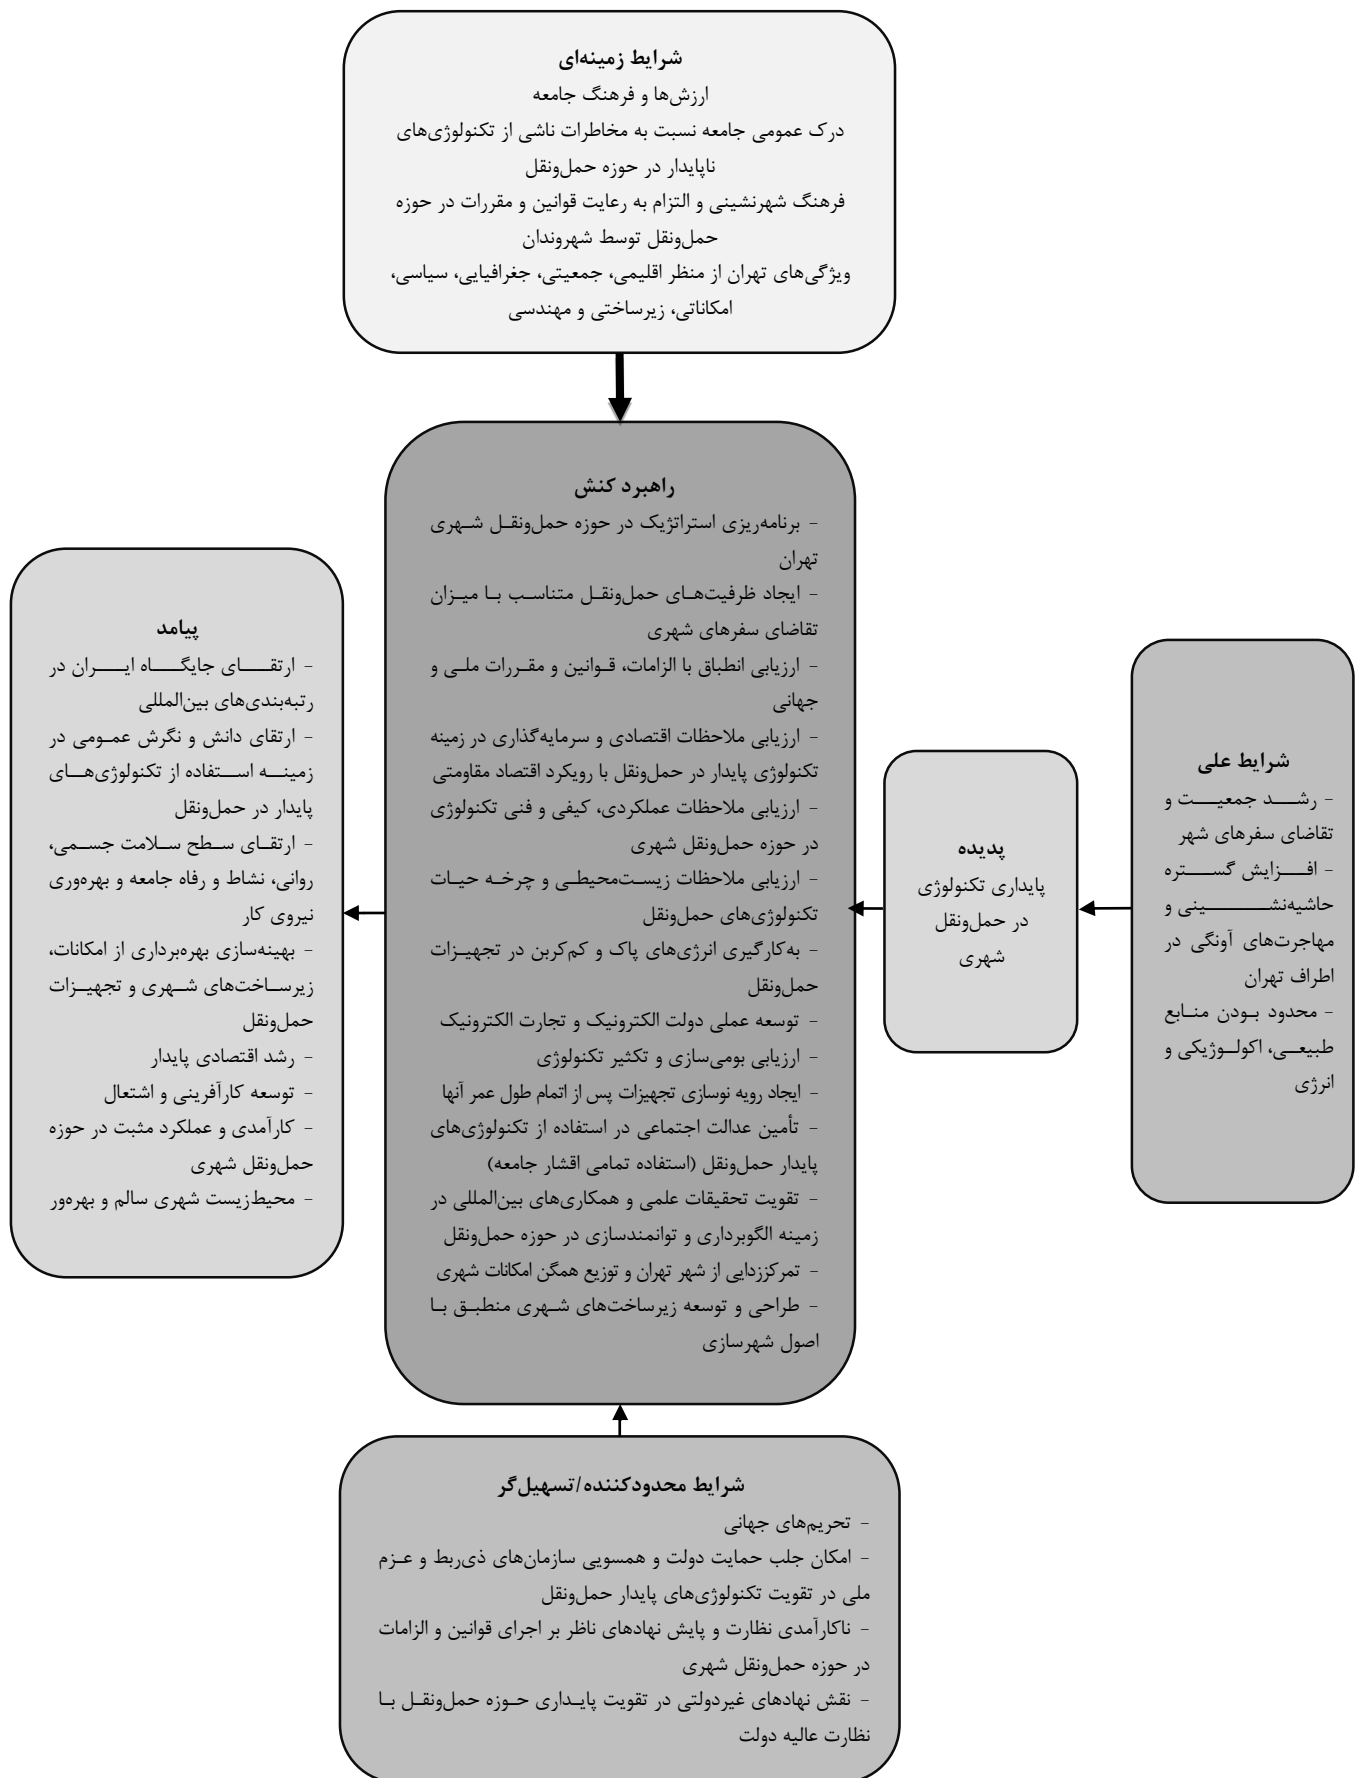 شرایط زمینه‌ای
ارزش‌ها و فرهنگ جامعه
درک عمومی جامعه نسبت به مخاطرات ناشی از تکنولوژی‌های
ناپایدار در حوزه حمل‌ونقل
فرهنگ شهرنشینی و التزام به رعایت قوانین و مقررات در حوزه
حمل‌ونقل توسط شهروندان
ویژگی‌های تهران از منظر اقلیمی، جمعیتی، جغرافیایی، سیاسی،
امکاناتی، زیرساختی و مهندسی
شرایط علی
- رشد جمعیت و
تقاضای سفرهای شهر
- افزایش گستره
حاشیه‌نشینی و
مهاجرت‌های آونگی در
اطراف تهران
- محدود بودن منابع
طبیعی، اکولوژیکی و
انرژی
پدیده
پایداری تکنولوژی
در حمل‌ونقل
شهری
راهبرد کنش
- برنامه‌ریزی استراتژیک در حوزه حمل‌ونقل شهری
تهران
- ایجاد ظرفیت‌های حمل‌ونقل متناسب با میزان
تقاضای سفرهای شهری
- ارزیابی انطباق با الزامات، قوانین و مقررات ملی و
جهانی
- ارزیابی ملاحظات اقتصادی و سرمایه‌گذاری در زمینه
تکنولوژی پایدار در حمل‌ونقل با رویکرد اقتصاد مقاومتی
- ارزیابی ملاحظات عملکردی، کیفی و فنی تکنولوژی
در حوزه حمل‌ونقل شهری
- ارزیابی ملاحظات زیست‌محیطی و چرخه حیات
تکنولوژی‌های حمل‌ونقل
- به‌کارگیری انرژی‌های پاک و کم‌کربن در تجهیزات
حمل‌ونقل
- توسعه عملی دولت الکترونیک و تجارت الکترونیک
- ارزیابی بومی‌سازی و تکثیر تکنولوژی
- ایجاد رویه نوسازی تجهیزات پس از اتمام طول عمر آنها
- تأمین عدالت اجتماعی در استفاده از تکنولوژی‌های
پایدار حمل‌ونقل (استفاده تمامی اقشار جامعه)
- تقویت تحقیقات علمی و همکاری‌های بین‌المللی در
زمینه الگوبرداری و توانمندسازی در حوزه حمل‌ونقل
- تمرکززدایی از شهر تهران و توزیع همگن امکانات شهری
- طراحی و توسعه زیرساخت‌های شهری منطبق با
اصول شهرسازی
پیامد
- ارتقای جایگاه ایران در
رتبه‌بندی‌های بین‌المللی
- ارتقای دانش و نگرش عمومی در
زمینه استفاده از تکنولوژی‌های
پایدار در حمل‌ونقل
- ارتقای سطح سلامت جسمی،
روانی، نشاط و رفاه جامعه و بهره‌وری
نیروی کار
- بهینه‌سازی بهره‌برداری از امکانات،
زیرساخت‌های شهری و تجهیزات
حمل‌ونقل
- رشد اقتصادی پایدار
- توسعه کارآفرینی و اشتعال
- کارآمدی و عملکرد مثبت در حوزه
حمل‌ونقل شهری
- محیط‌زیست شهری سالم و بهره‌ور
شرایط محدودکننده/تسهیل‌گر
- تحریم‌های جهانی
- امکان جلب حمایت دولت و همسویی سازمان‌های ذی‌ربط و عزم
ملی در تقویت تکنولوژی‌های پایدار حمل‌ونقل
- ناکارآمدی نظارت و پایش نهادهای ناظر بر اجرای قوانین و الزامات
در حوزه حمل‌ونقل شهری
- نقش نهادهای غیردولتی در تقویت پایداری حوزه حمل‌ونقل با
نظارت عالیه دولت